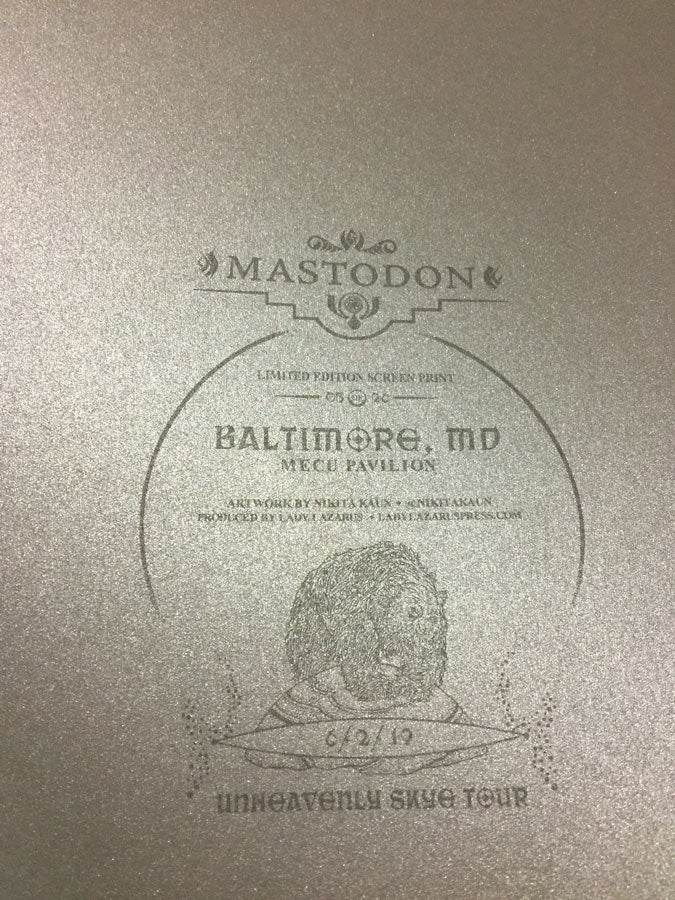 MASTODON
LIMITED EDITION SCREEN PRINT
OF
BALTIMORE, MD
MECU PAVILION
ARTWORK BY NIKITA KAUN • @NIKITAKAUN
PRODUCED BY LADY LAZARUS • LADYLAZARUSPRESS.COM
6/2/19
UNHEAVENLY SKYE TOUR